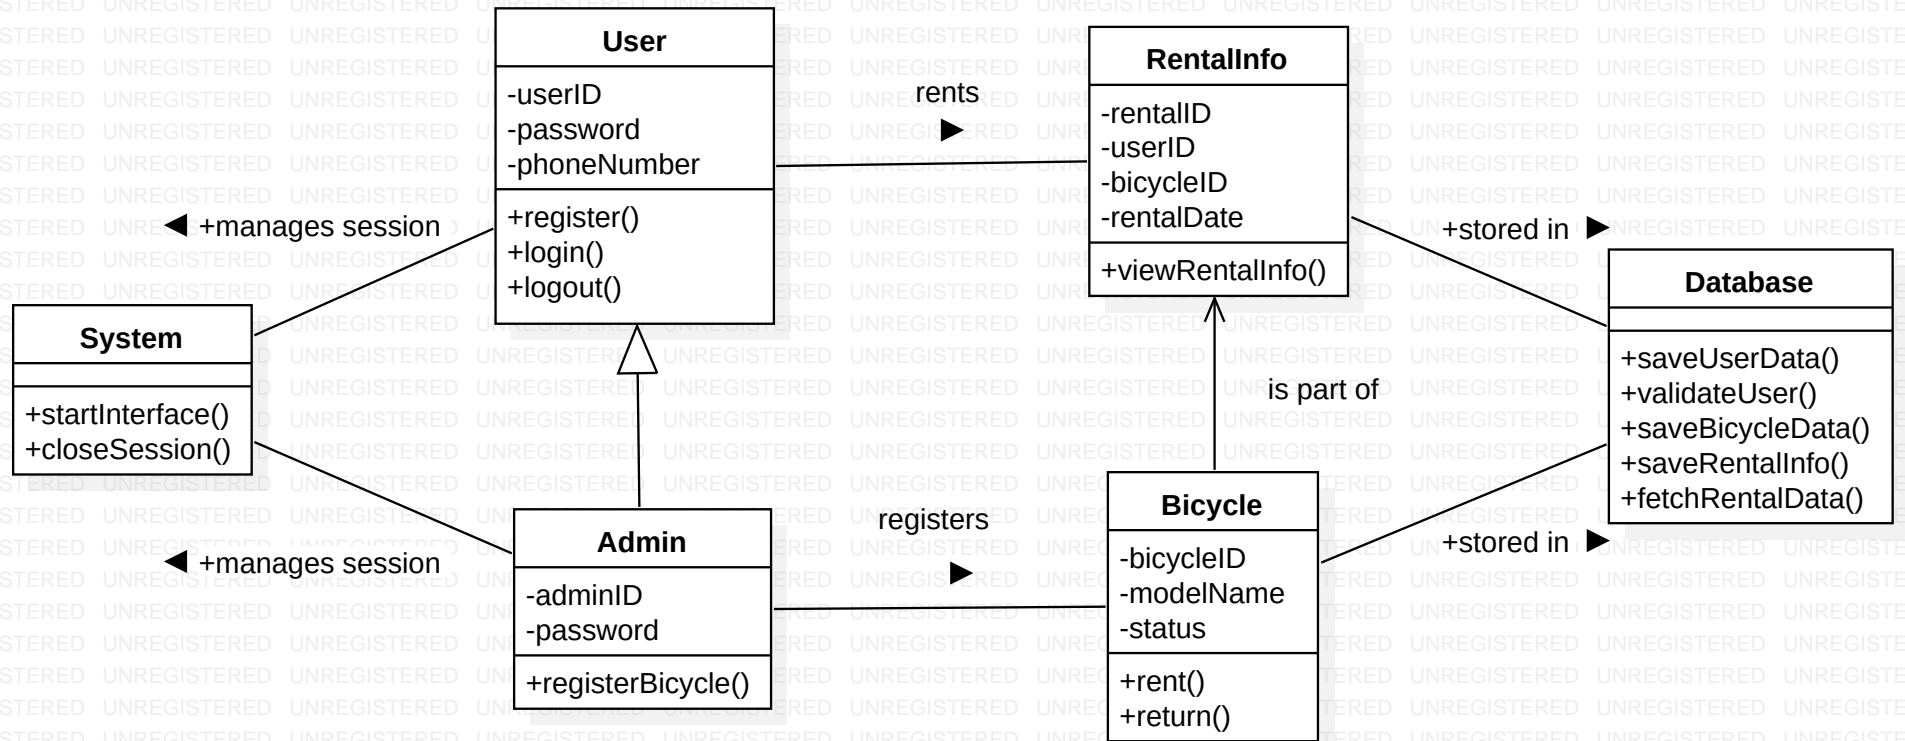 User
-userID
-password
-phoneNumber
+register()
+login()
+logout()
rents
RentalInfo
-rentalID
-userID
-bicycleID
-rentalDate
+viewRentalInfo()
+manages session
+stored in
System
+startInterface()
+closeSession()
Database
+saveUserData()
+validateUser()
+saveBicycleData()
+saveRentalInfo()
+fetchRentalData()
is part of
+manages session
Admin
-adminID
-password
+registerBicycle()
registers
Bicycle
-bicycleID
-modelName
-status
+rent()
+return()
+stored in
UNREGISTERED